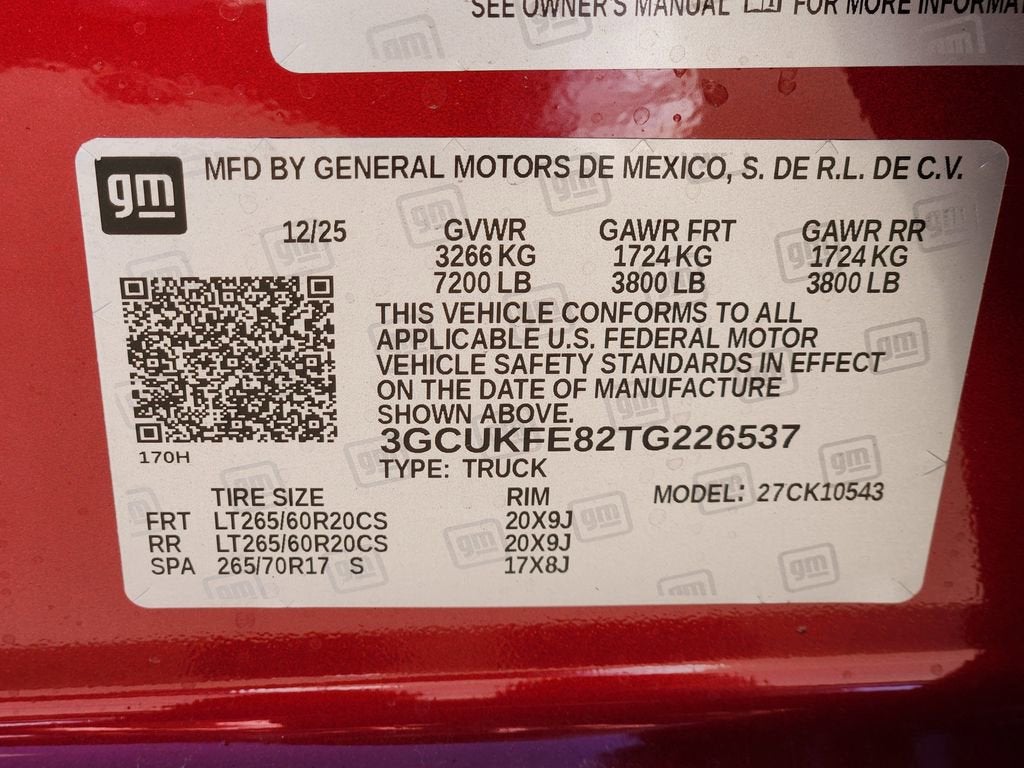 *SEE OWNER'S MANUAL FOR MORE
gm
MFD BY GENERAL MOTORS DE MEXICO, S. DE R.L. DE C.V.
12/25 GVWR GAWR FRT GAWR RR
3266 KG 1724 KG 1724 KG
7200 LB 3800 LB 3800 LB
THIS VEHICLE CONFORMS TO ALL
APPLICABLE U.S. FEDERAL MOTOR
VEHICLE SAFETY STANDARDS IN EFFECT
ON THE DATE OF MANUFACTURE
SHOWN ABOVE.
3GCUKFE82TG226537
170H
TYPE: TRUCK
TIRE SIZE RIM MODEL: 27CK10543
FRT LT265/60R20CS 20X9J
RR LT265/60R20CS 20X9J
SPA 265/70R17 S 17X8J